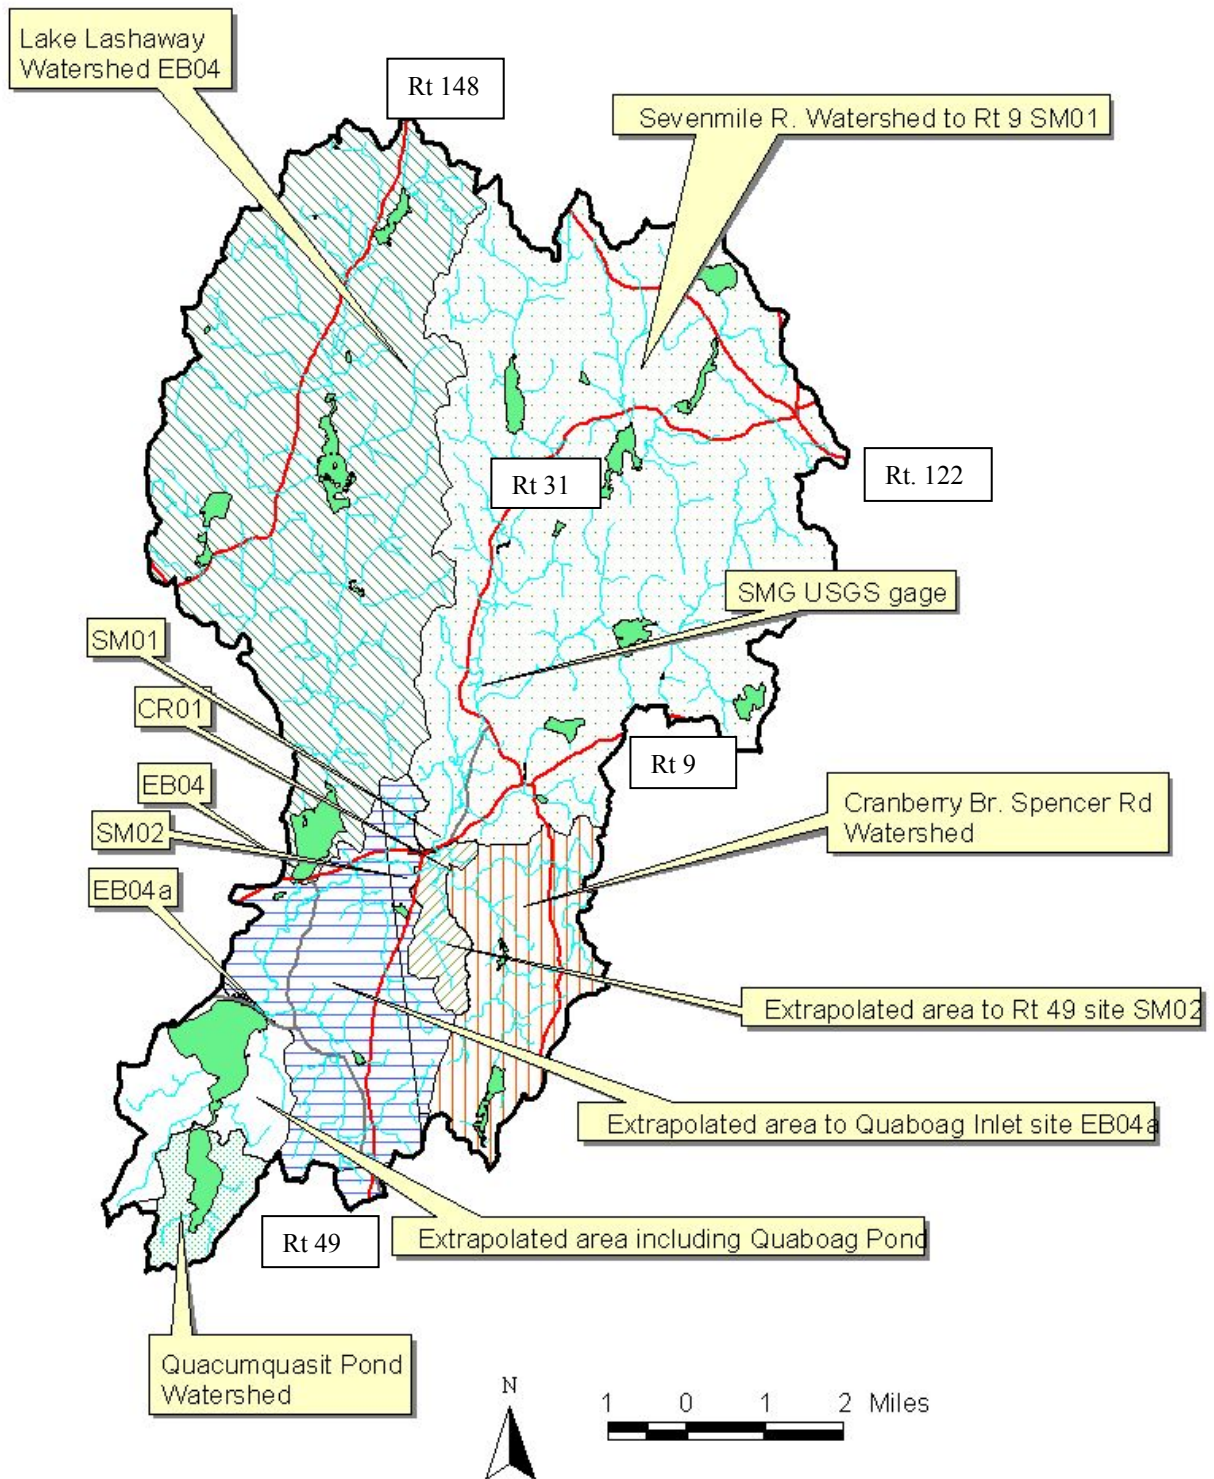 Lake Lashaway
Watershed EB04
Rt 148
Sevenmile R. Watershed to Rt 9 SM01
Rt 31
Rt. 122
SMG USGS gage
SM01
CR01
Rt 9
EB04
Cranberry Br. Spencer Rd
Watershed
SM02
EB04a
Extrapolated area to Rt 49 site SM02
Extrapolated area to Quaboag Inlet site EB04a
Rt 49
Extrapolated area including Quaboag Pond
Quacumquasit Pond
Watershed
N
1 0 1 2 Miles